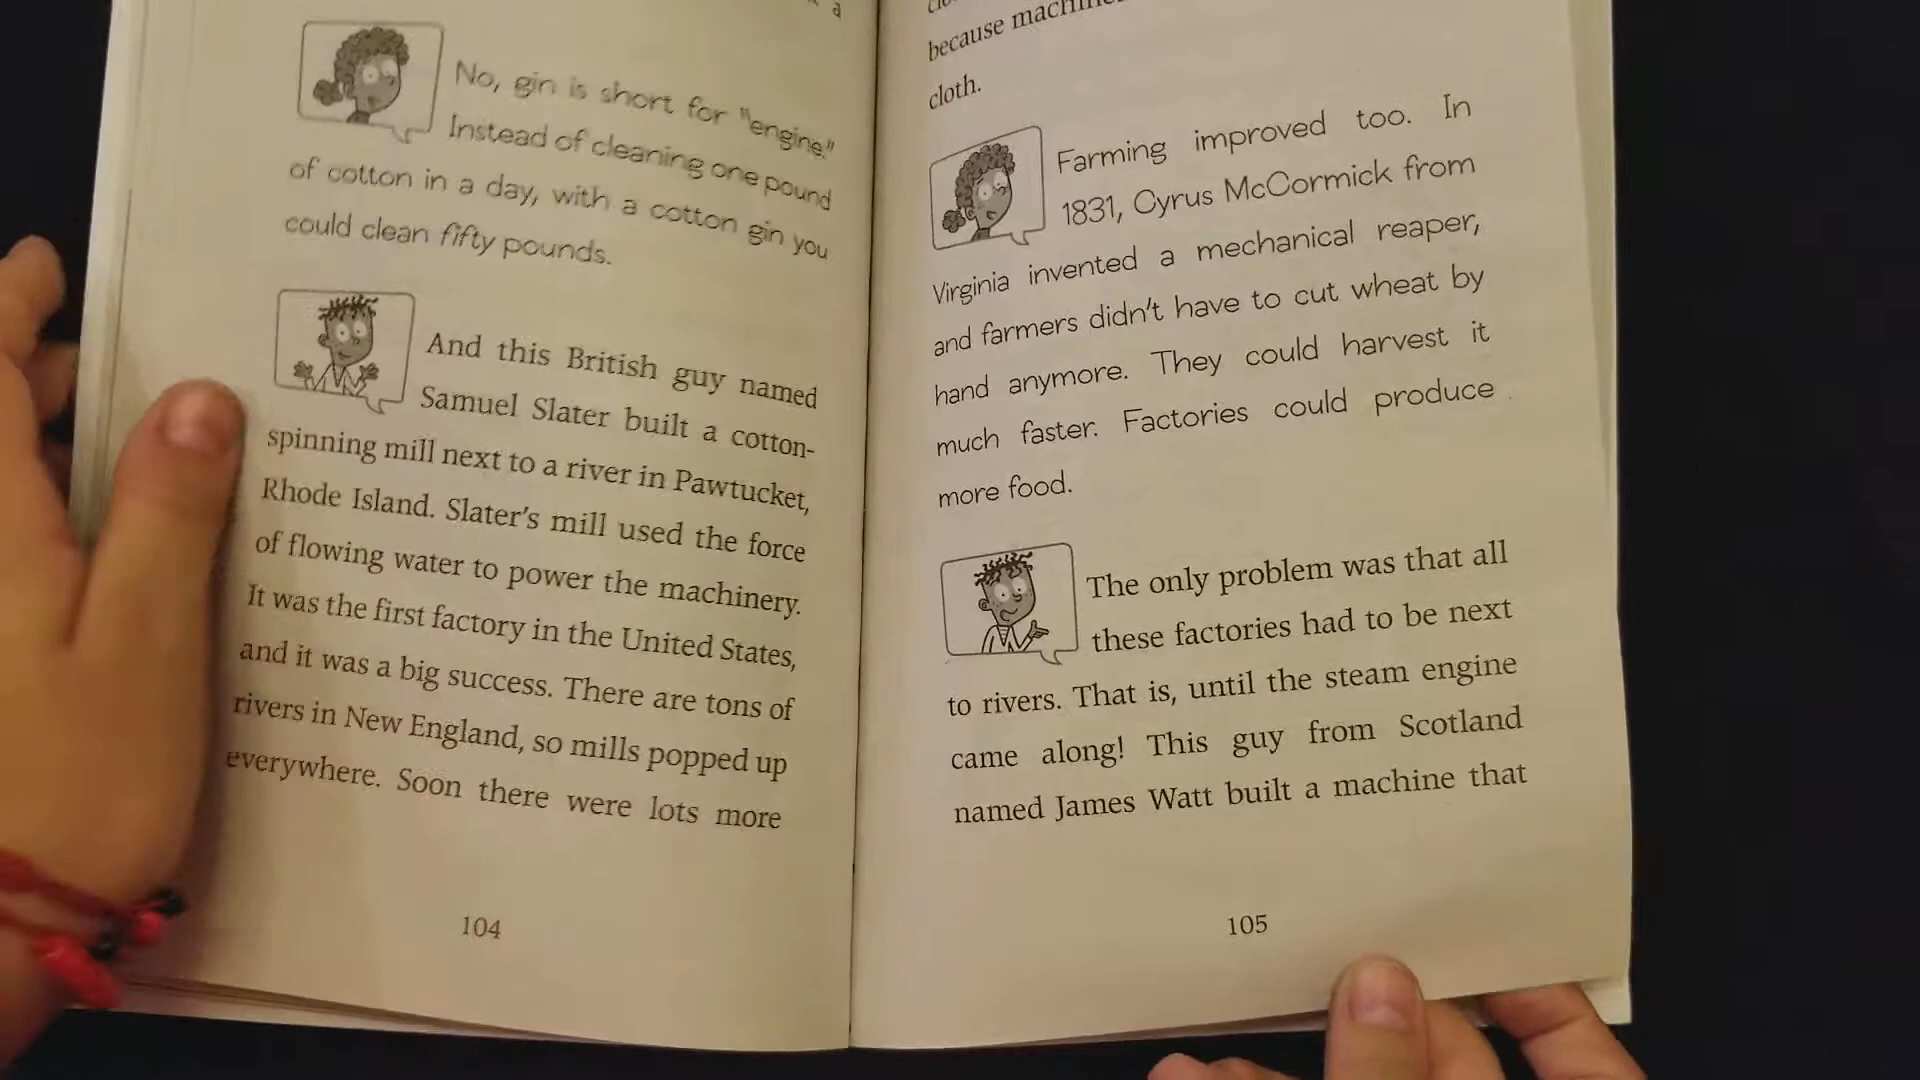 a
No, gin is short for "engine."
Instead of cleaning one pound
of cotton in a day, with a cotton gin you
could clean fifty pounds.
And this British guy named
Samuel Slater built a cotton-
spinning mill next to a river in Pawtucket,
Rhode Island. Slater's mill used the force
of flowing water to power the machinery.
It was the first factory in the United States,
and it was a big success. There are tons of
rivers in New England, so mills popped up
everywhere. Soon there were lots more
104
because
cloth.
Farming improved too. In
1831, Cyrus McCormick from
Virginia invented a mechanical reaper,
and farmers didn't have to cut wheat by
hand anymore. They could harvest it
much faster. Factories could produce
more food.
The only problem was that all
these factories had to be next
to rivers. That is, until the steam engine
came along! This guy from Scotland
named James Watt built a machine that
105